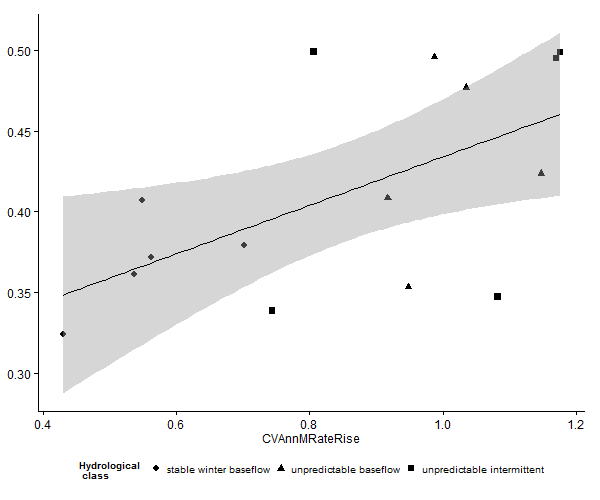 0.50
0.45
0.40
0.35
0.30
0.4 0.6 0.8 1.0 1.2
CVAnnMRateRise
Hydrological class stable winter baseflow unpredictable baseflow unpredictable intermittent